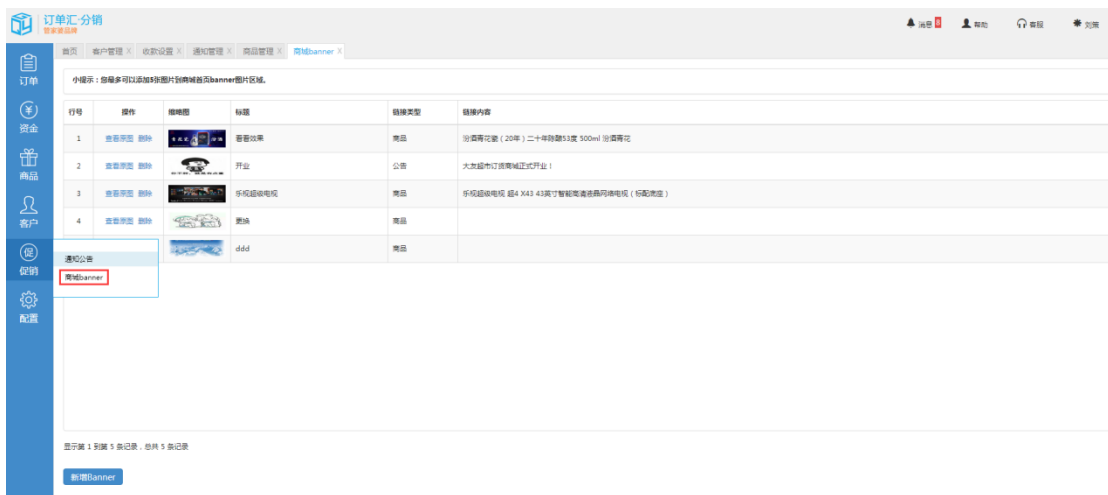 订单汇·分销
管家婆品牌
消息 8 帮助 客服 刘策
首页 客户管理 X 收款设置 X 通知管理 X 商品管理 X 商城banner X
小提示：您最多可以添加5张图片到商城首页banner图片区域。
订单
资金
商品
客户
促销
配置
行号 操作 缩略图 标题 链接类型 链接内容
1 查看原图 删除 看看效果 商品 汾酒青花瓷（20年）二十年陈酿53度 500ml 汾酒青花
2 查看原图 删除 开业 公告 大友超市订货商城正式开业！
3 查看原图 删除 乐视超级电视 商品 乐视超级电视 超4 X43 43英寸智能高清液晶网络电视（标配底座）
4 查看原图 删除 更换 商品
ddd 商品
通知公告
商城banner
显示第 1 到第 5 条记录，总共 5 条记录
新增Banner